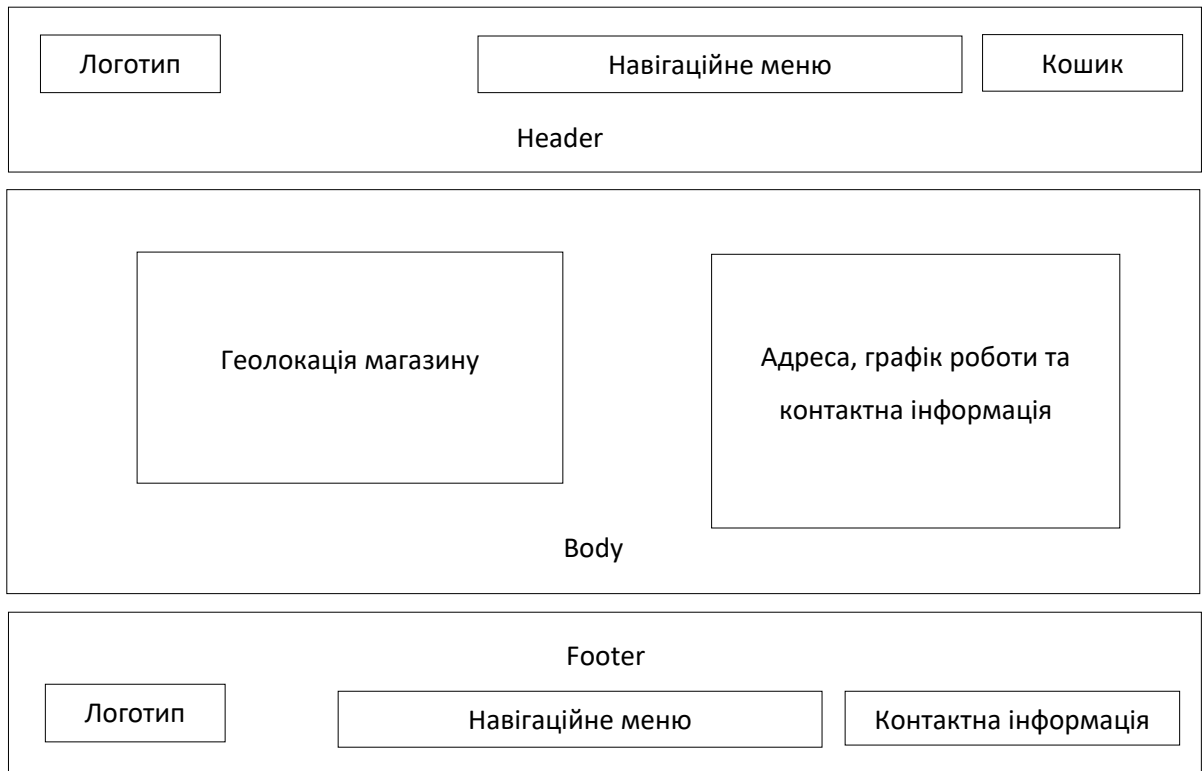 Логотип
Навігаційне меню
Кошик
Header
Геолокація магазину
Адреса, графік роботи та
контактна інформація
Body
Footer
Логотип
Навігаційне меню
Контактна інформація